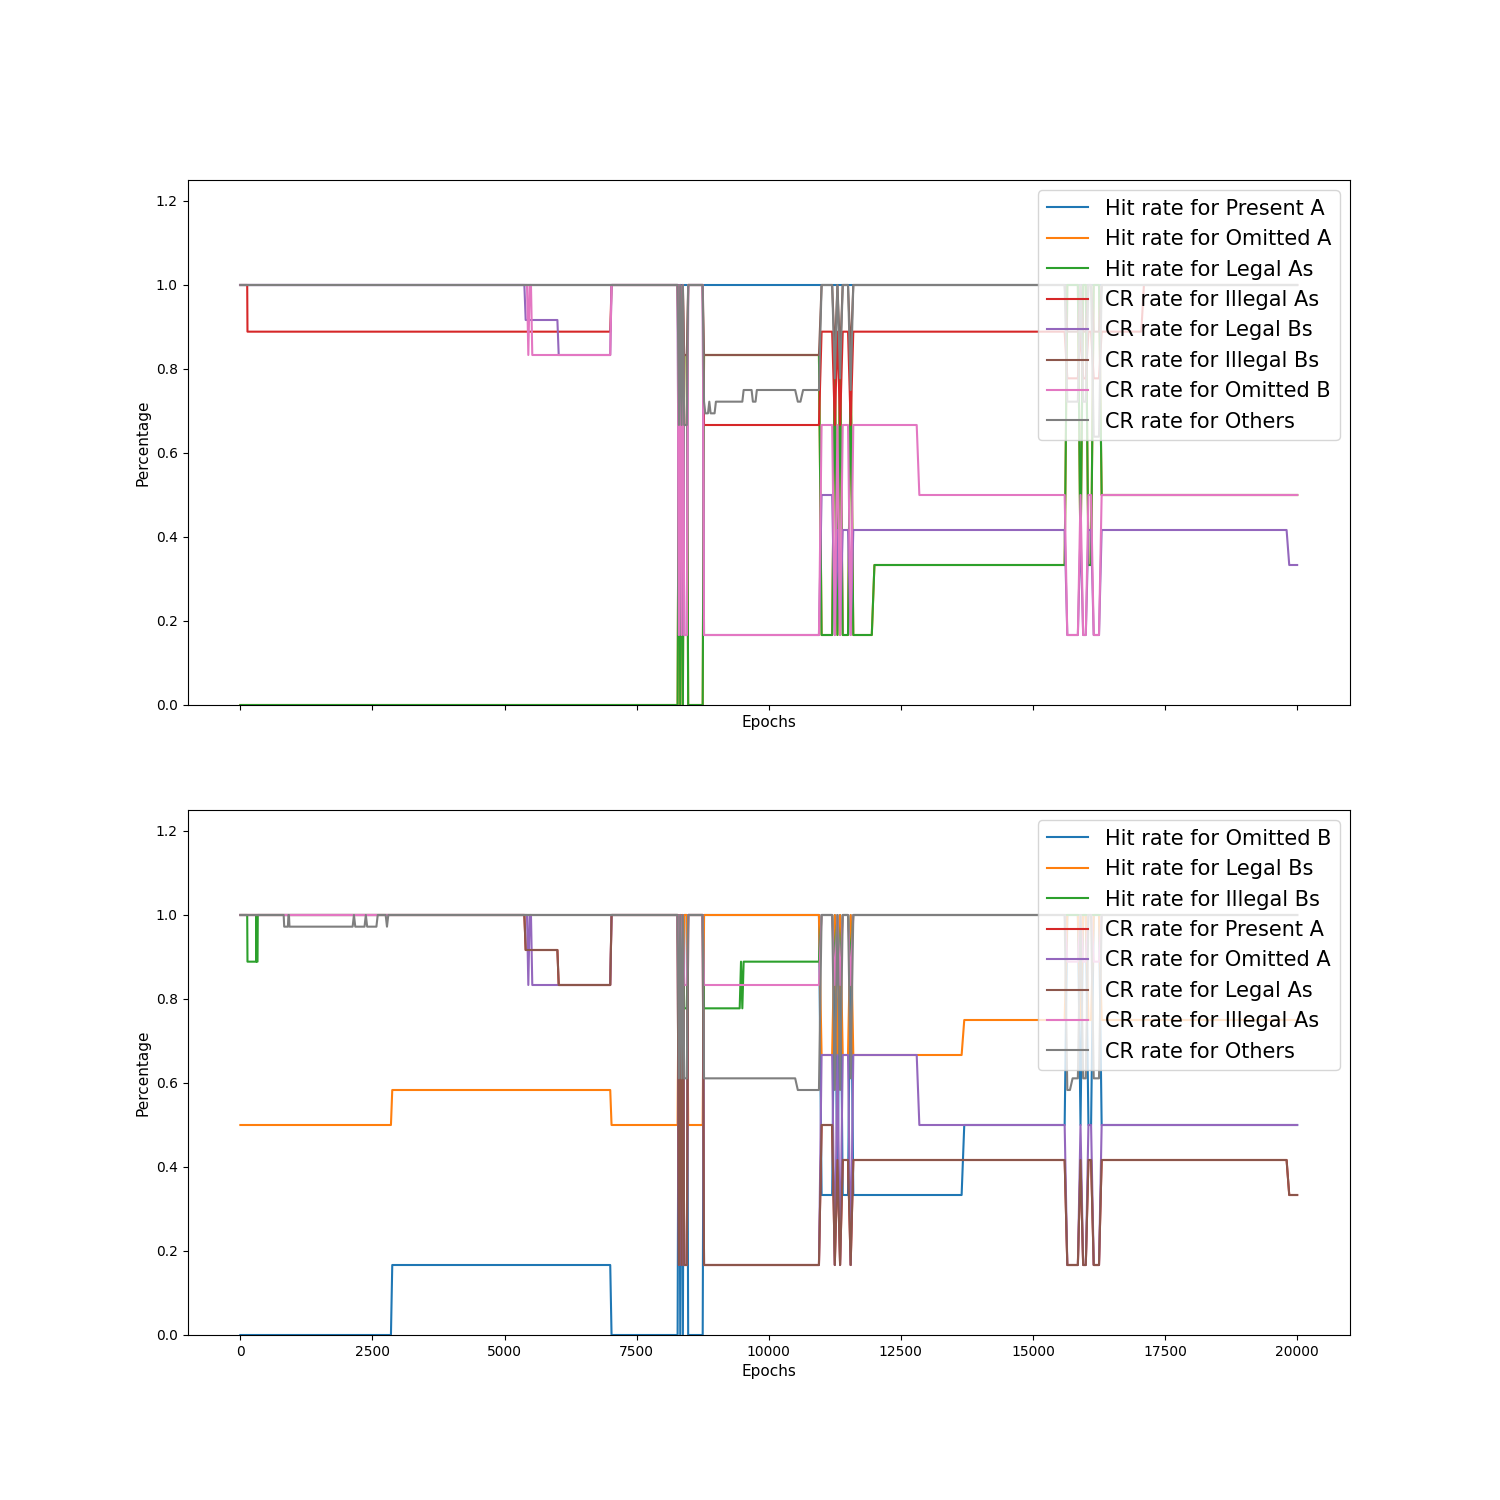 1.2
1.0
0.8
0.6
0.4
0.2
0.0
Percentage
Epochs
Hit rate for Present A
Hit rate for Omitted A
Hit rate for Legal As
CR rate for Illegal As
CR rate for Legal Bs
CR rate for Illegal Bs
CR rate for Omitted B
CR rate for Others
1.2
1.0
0.8
0.6
0.4
0.2
0.0
Percentage
0 2500 5000 7500 10000 12500 15000 17500 20000
Epochs
Hit rate for Omitted B
Hit rate for Legal Bs
Hit rate for Illegal Bs
CR rate for Present A
CR rate for Omitted A
CR rate for Legal As
CR rate for Illegal As
CR rate for Others